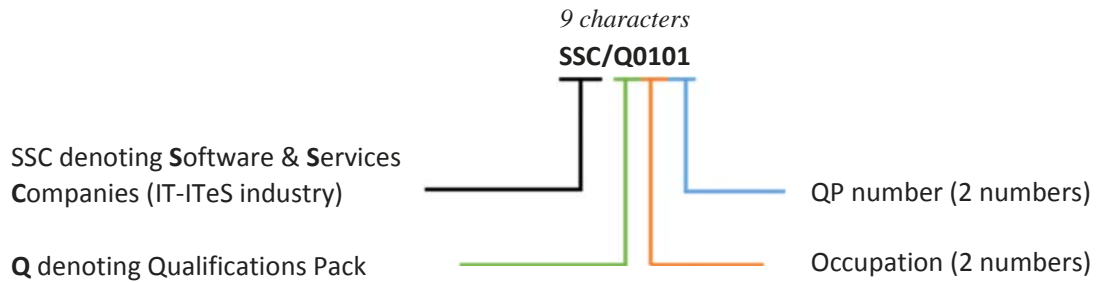 9 characters
SSC/Q0101
SSC denoting Software & Services
Companies (IT-ITeS industry)
QP number (2 numbers)
Q denoting Qualifications Pack
Occupation (2 numbers)